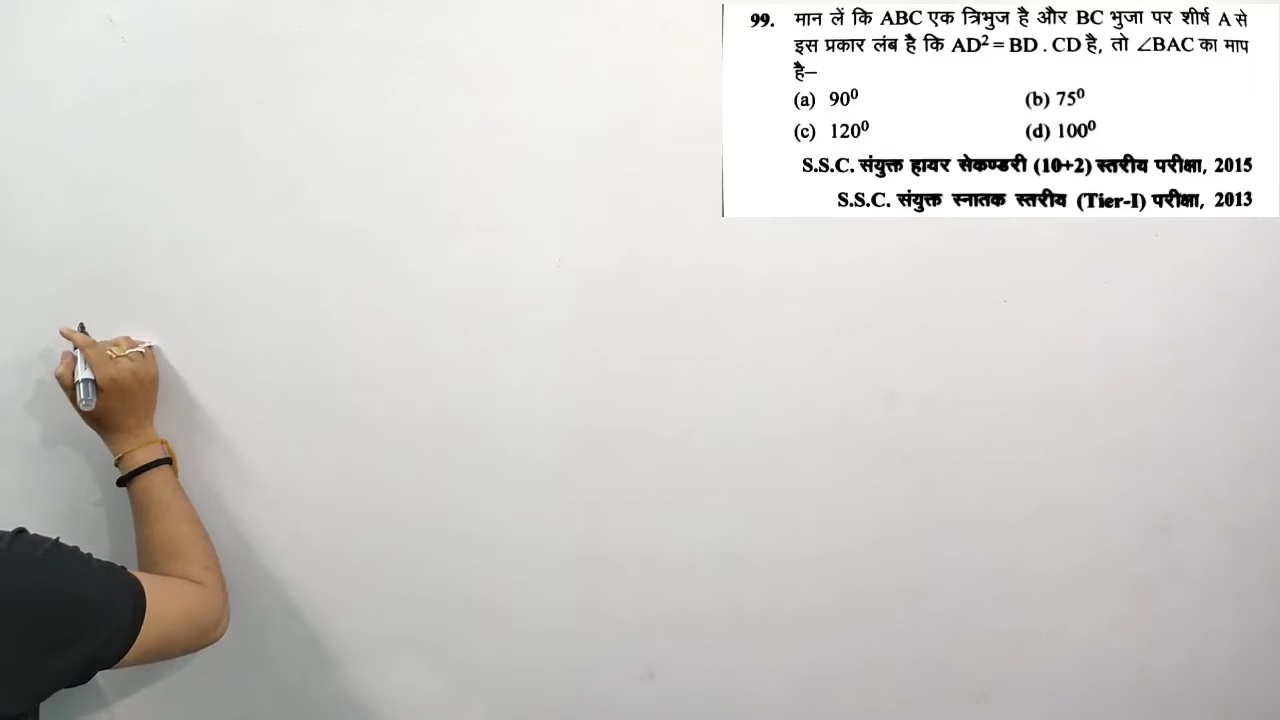 99. मान लें कि ABC एक त्रिभुज है और BC भुजा पर शीर्ष A से
इस प्रकार लंब है कि AD² = BD . CD है, तो ∠BAC का माप
है–
(a) 90⁰ (b) 75⁰
(c) 120⁰ (d) 100⁰
S.S.C. संयुक्त हायर सेकण्डरी (10+2) स्तरीय परीक्षा, 2015
S.S.C. संयुक्त स्नातक स्तरीय (Tier-I) परीक्षा, 2013